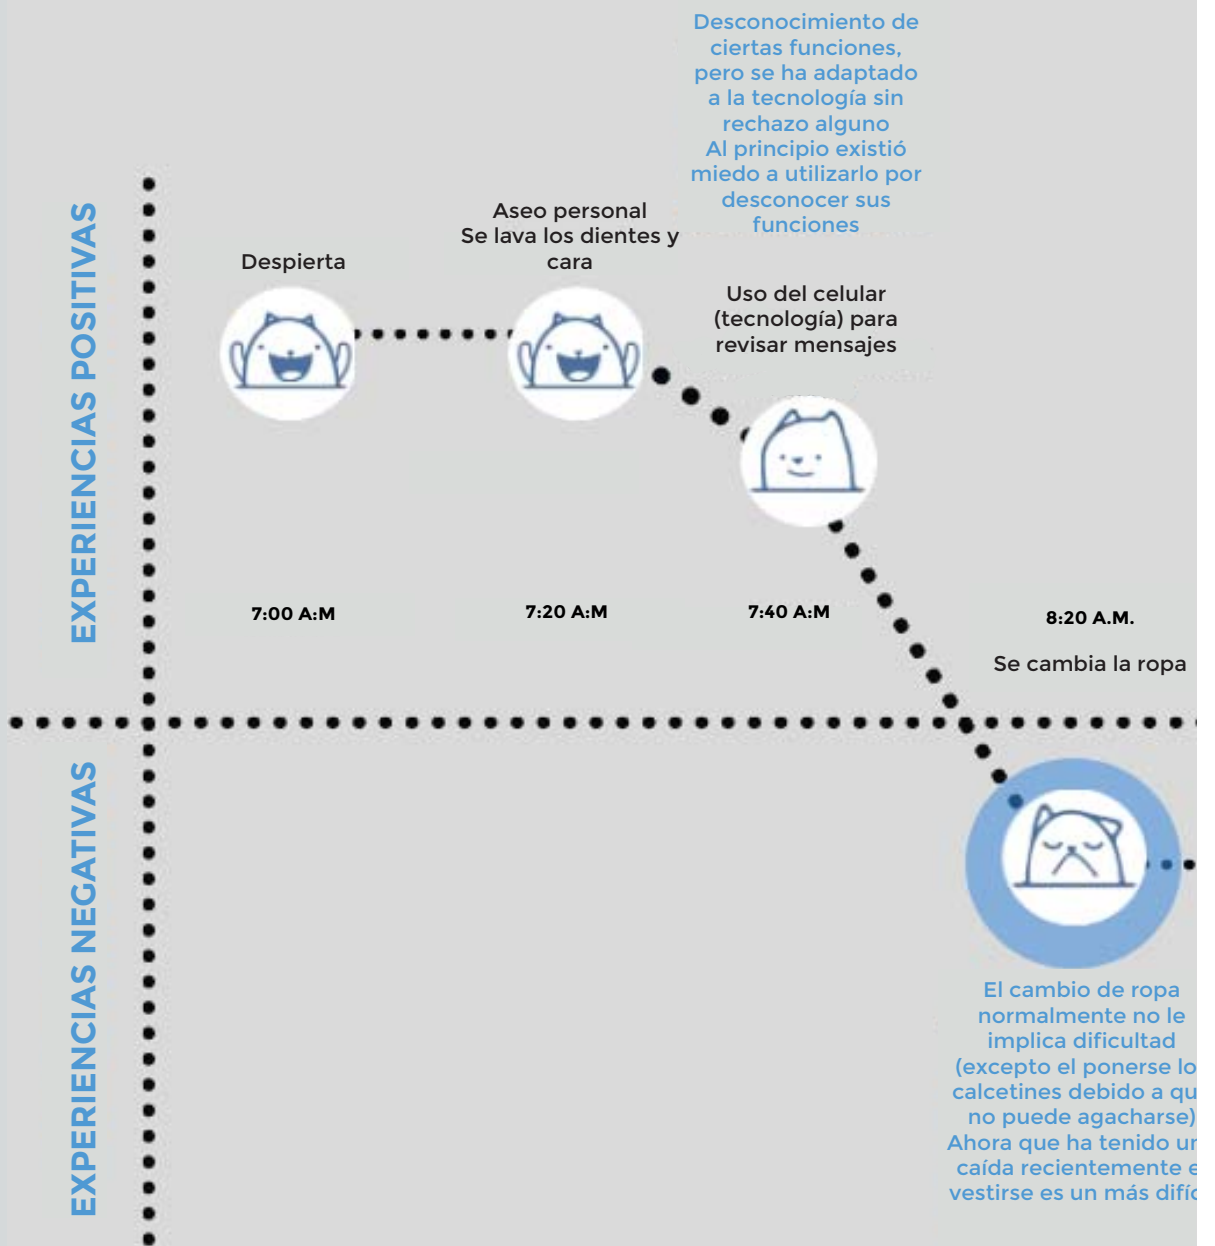 Desconocimiento de
ciertas funciones,
pero se ha adaptado
a la tecnología sin
rechazo alguno
Al principio existió
miedo a utilizarlo por
desconocer sus
funciones
EXPERIENCIAS POSITIVAS
Despierta
Aseo personal
Se lava los dientes y
cara
Uso del celular
(tecnología) para
revisar mensajes
7:00 A:M
7:20 A:M
7:40 A:M
8:20 A.M.
Se cambia la ropa
EXPERIENCIAS NEGATIVAS
El cambio de ropa
normalmente no le
implica dificultad
(excepto el ponerse lo
calcetines debido a qu
no puede agacharse)
Ahora que ha tenido un
caída recientemente e
vestirse es un más difíc